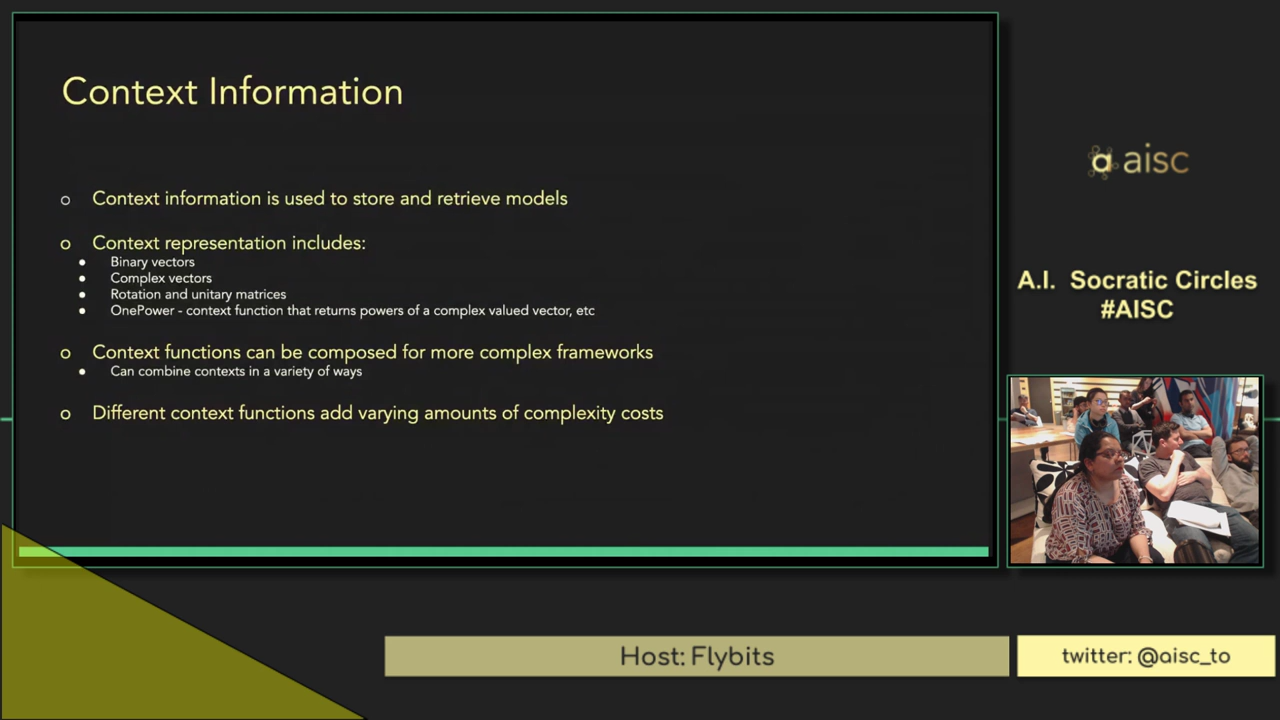 Context Information
Context information is used to store and retrieve models
Context representation includes:
Binary vectors
Complex vectors
Rotation and unitary matrices
OnePower - context function that returns powers of a complex valued vector, etc
Context functions can be composed for more complex frameworks
Can combine contexts in a variety of ways
Different context functions add varying amounts of complexity costs
a aisc
A.I. Socratic Circles
#AISC
Host: Flybits
twitter: @aisc_to